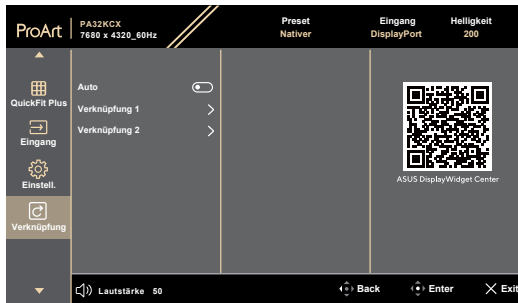 ProArt
PA32KCX
7680 x 4320_60Hz
Preset
Nativer
Eingang
DisplayPort
Helligkeit
200
QuickFit Plus
Eingang
Einstell.
Verknüpfung
Auto
Verknüpfung 1
Verknüpfung 2
ASUS DisplayWidget Center
Lautstärke 50
Back
Enter
Exit